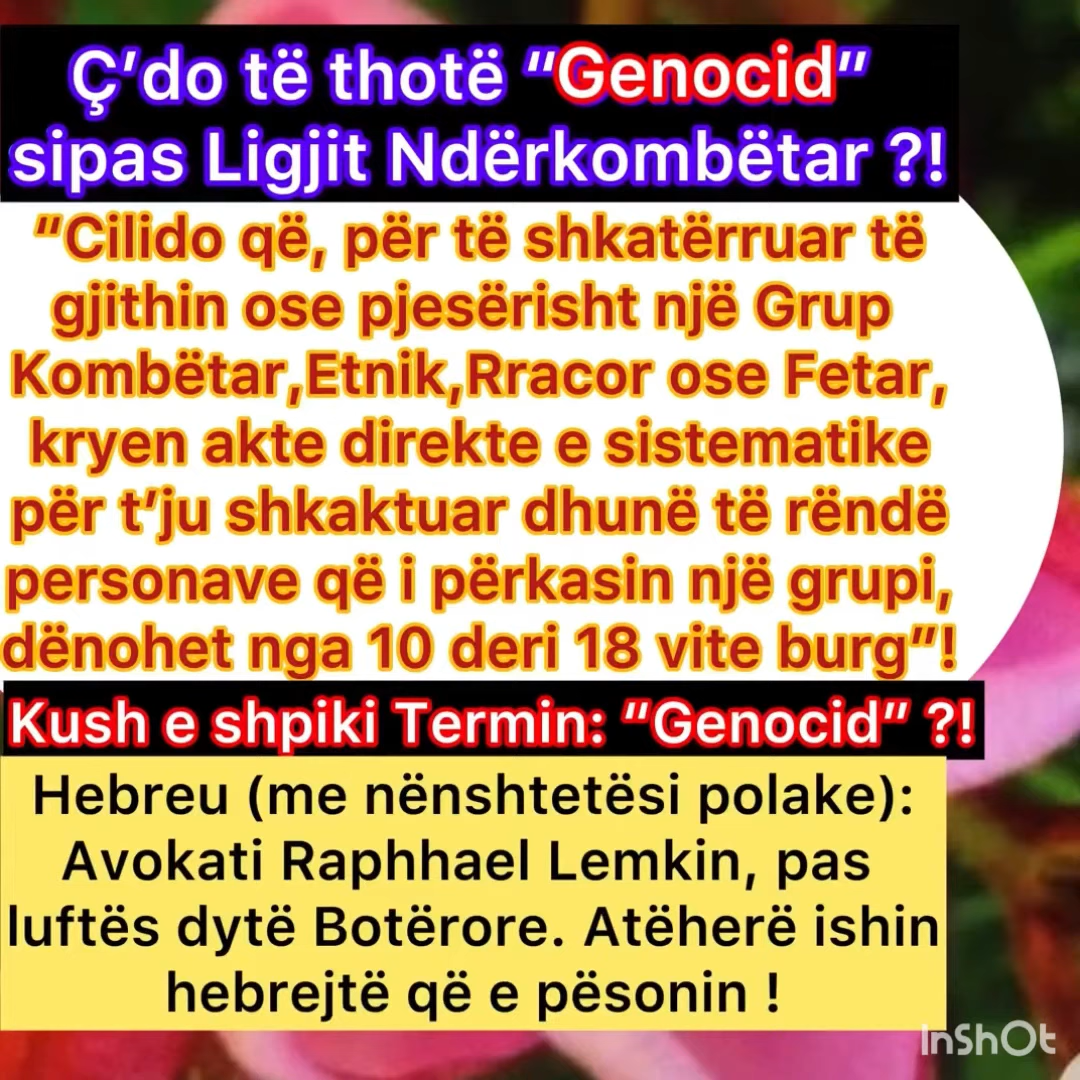 Ç’do të thotë “Genocid”
sipas Ligjit Ndërkombëtar ?!
“Cilido që, për të shkatërruar të
gjithin ose pjesërisht një Grup
Kombëtar,Etnik,Rracor ose Fetar,
kryen akte direkte e sistematike
për t’ju shkaktuar dhunë të rëndë
personave që i përkasin një grupi,
dënohet nga 10 deri 18 vite burg”!
Kush e shpiki Termin: “Genocid” ?!
Hebreu (me nënshtetësi polake):
Avokati Raphhael Lemkin, pas
luftës dytë Botërore. Atëherë ishin
hebrejtë që e pësonin !
InShOt